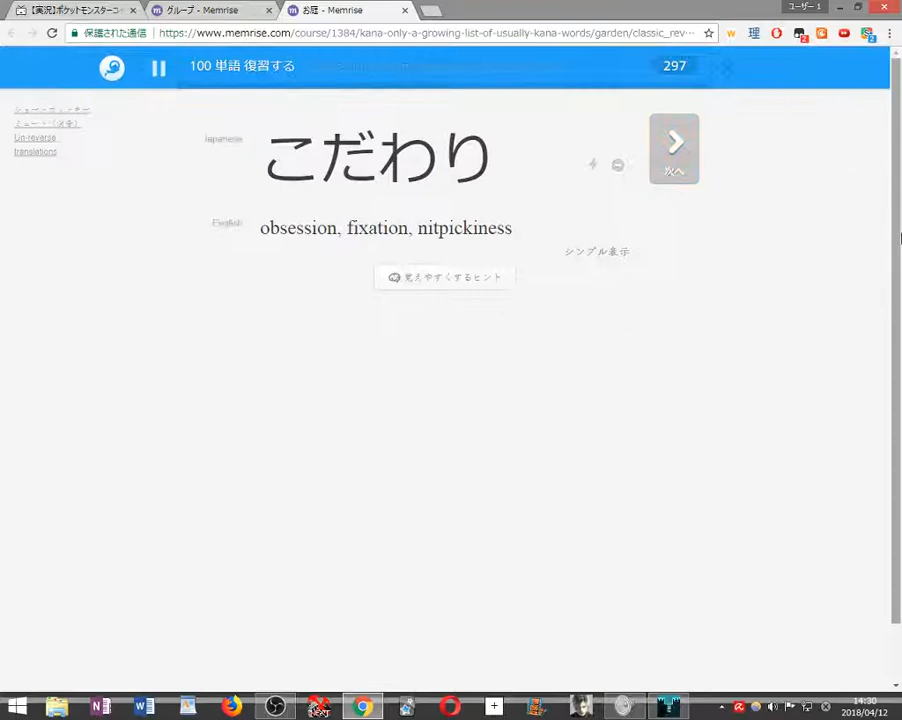 【実況】ポケットモンスターコ
グループ - Memrise
お庭 - Memrise
ユーザー 1
保護された通信
https://www.memrise.com/course/1384/kana-only-a-growing-list-of-usually-kana-words/garden/classic_rev...
100 単語 復習する
297
Un-reverse
translations
Japanese
こだわり
次へ
English
obsession, fixation, nitpickiness
シンプル表示
覚えやすくするヒント
14:30
2018/04/12